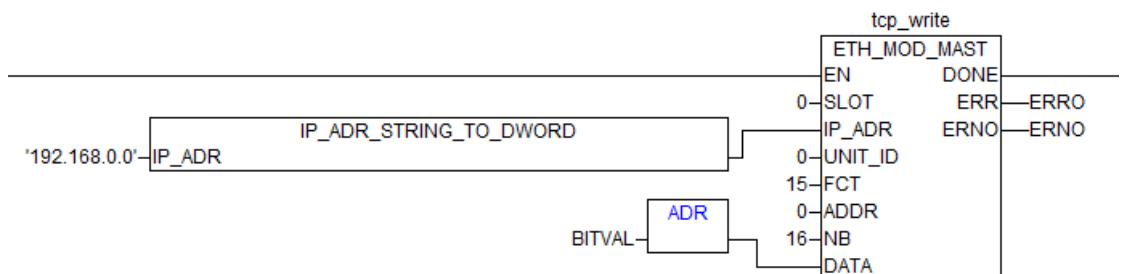 tcp_write
ETH_MOD_MAST
EN DONE
0 SLOT ERR ERRO
IP_ADR_STRING_TO_DWORD IP_ADR ERNO ERNO
'192.168.0.0' IP_ADR 0 UNIT_ID
15 FCT
ADR 0 ADDR
BITVAL 16 NB
DATA